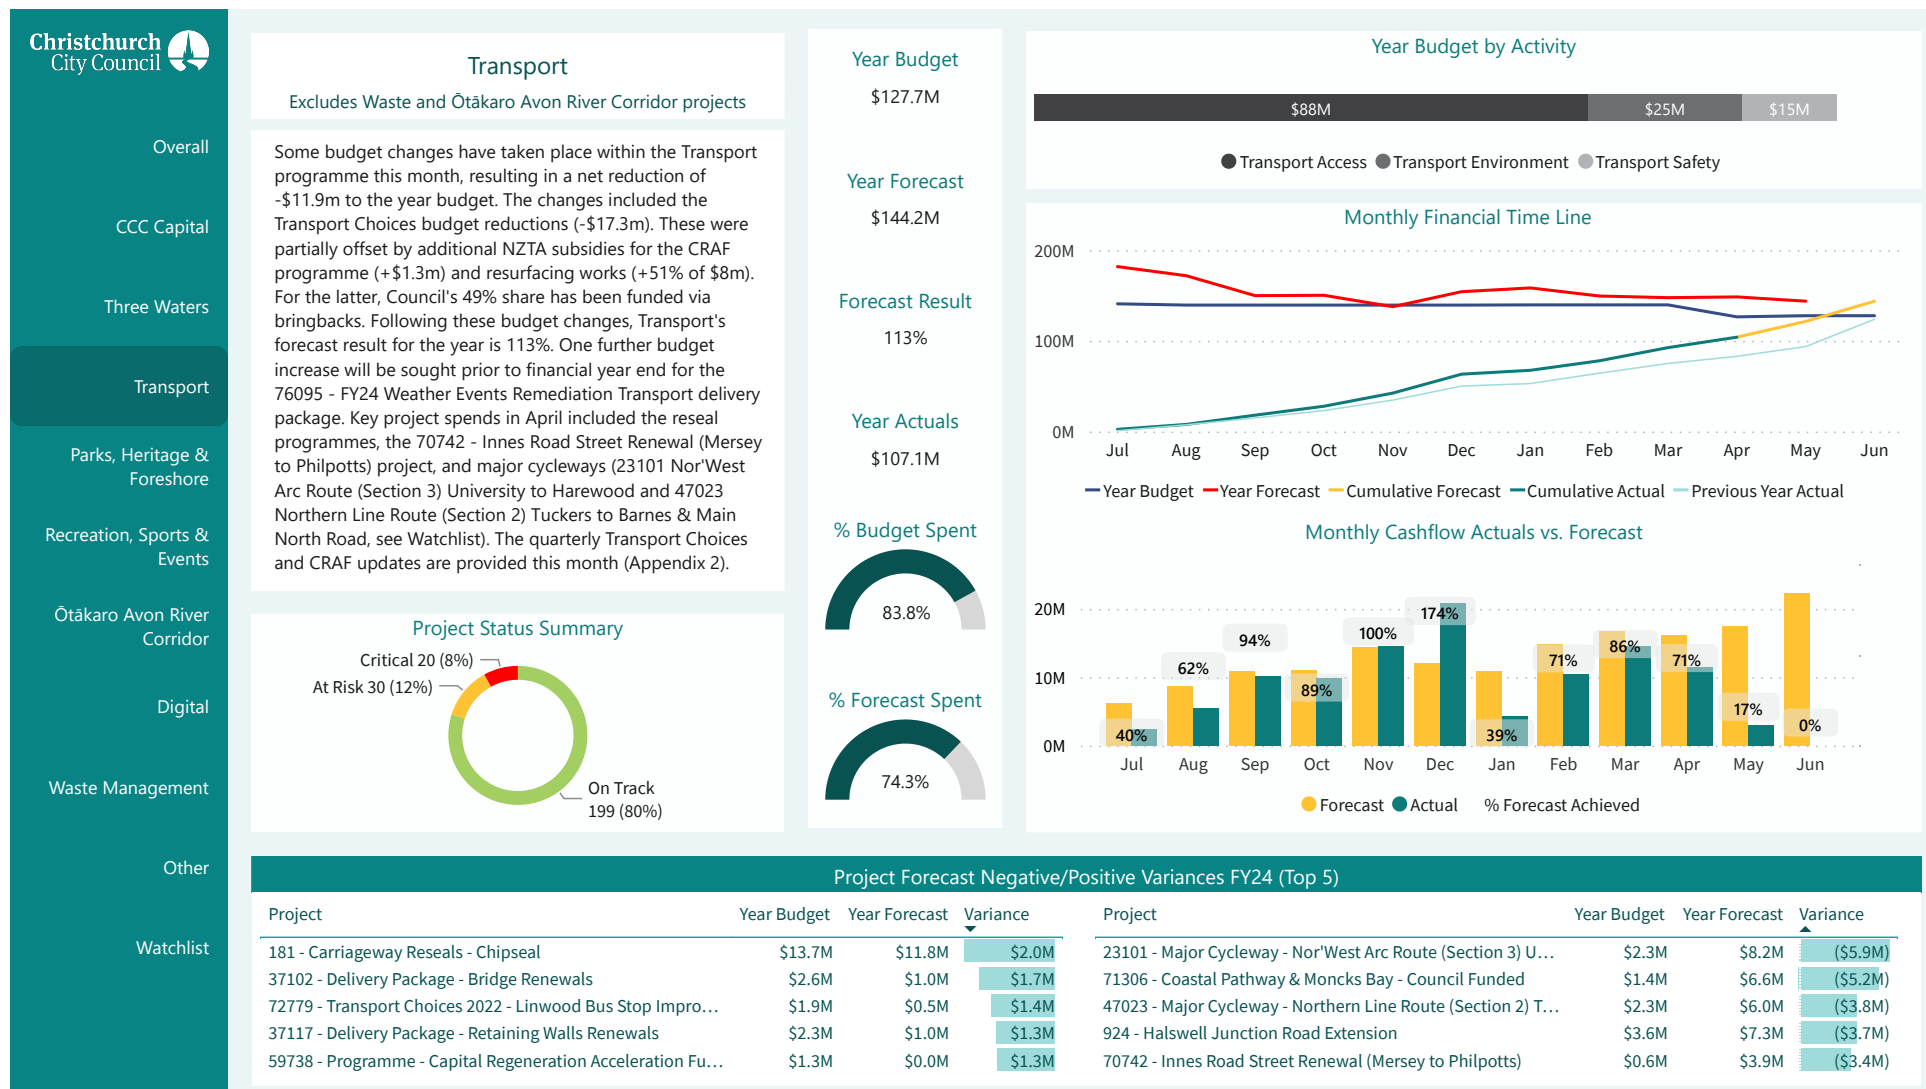 Christchurch
City Council
Overall
CCC Capital
Three Waters
Transport
Parks, Heritage &
Foreshore
Recreation, Sports &
Events
Ōtākaro Avon River
Corridor
Digital
Waste Management
Other
Watchlist
Transport
Excludes Waste and Ōtākaro Avon River Corridor projects
Some budget changes have taken place within the Transport
programme this month, resulting in a net reduction of
-$11.9m to the year budget. The changes included the
Transport Choices budget reductions (-$17.3m). These were
partially offset by additional NZTA subsidies for the CRAF
programme (+$1.3m) and resurfacing works (+51% of $8m).
For the latter, Council's 49% share has been funded via
bringbacks. Following these budget changes, Transport's
forecast result for the year is 113%. One further budget
increase will be sought prior to financial year end for the
76095 - FY24 Weather Events Remediation Transport delivery
package. Key project spends in April included the reseal
programmes, the 70742 - Innes Road Street Renewal (Mersey
to Philpotts) project, and major cycleways (23101 Nor'West
Arc Route (Section 3) University to Harewood and 47023
Northern Line Route (Section 2) Tuckers to Barnes & Main
North Road, see Watchlist). The quarterly Transport Choices
and CRAF updates are provided this month (Appendix 2).
Project Status Summary
Critical 20 (8%)
At Risk 30 (12%)
On Track
199 (80%)
Year Budget
$127.7M
Year Forecast
$144.2M
Forecast Result
113%
Year Actuals
$107.1M
% Budget Spent
83.8%
% Forecast Spent
74.3%
Year Budget by Activity
$88M $25M $15M
Transport Access Transport Environment Transport Safety
Monthly Financial Time Line
200M
100M
0M
Jul Aug Sep Oct Nov Dec Jan Feb Mar Apr May Jun
Year Budget Year Forecast Cumulative Forecast Cumulative Actual Previous Year Actual
Monthly Cashflow Actuals vs. Forecast
20M
10M
0M
40% 62% 94% 89% 100% 174% 39% 71% 86% 71% 17% 0%
Jul Aug Sep Oct Nov Dec Jan Feb Mar Apr May Jun
Forecast Actual % Forecast Achieved
Project Forecast Negative/Positive Variances FY24 (Top 5)
Project Year Budget Year Forecast Variance
181 - Carriageway Reseals - Chipseal $13.7M $11.8M $2.0M
37102 - Delivery Package - Bridge Renewals $2.6M $1.0M $1.7M
72779 - Transport Choices 2022 - Linwood Bus Stop Impro... $1.9M $0.5M $1.4M
37117 - Delivery Package - Retaining Walls Renewals $2.3M $1.0M $1.3M
59738 - Programme - Capital Regeneration Acceleration Fu... $1.3M $0.0M $1.3M
Project Year Budget Year Forecast Variance
23101 - Major Cycleway - Nor'West Arc Route (Section 3) U... $2.3M $8.2M ($5.9M)
71306 - Coastal Pathway & Moncks Bay - Council Funded $1.4M $6.6M ($5.2M)
47023 - Major Cycleway - Northern Line Route (Section 2) T... $2.3M $6.0M ($3.8M)
924 - Halswell Junction Road Extension $3.6M $7.3M ($3.7M)
70742 - Innes Road Street Renewal (Mersey to Philpotts) $0.6M $3.9M ($3.4M)